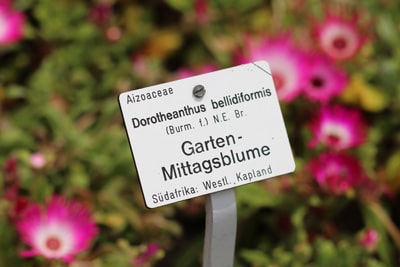 Aizoaceae
Dorotheanthus bellidiformis
(Burm. f.) N.E. Br.
Garten-
Mittagsblume
Südafrika: Westl. Kapland